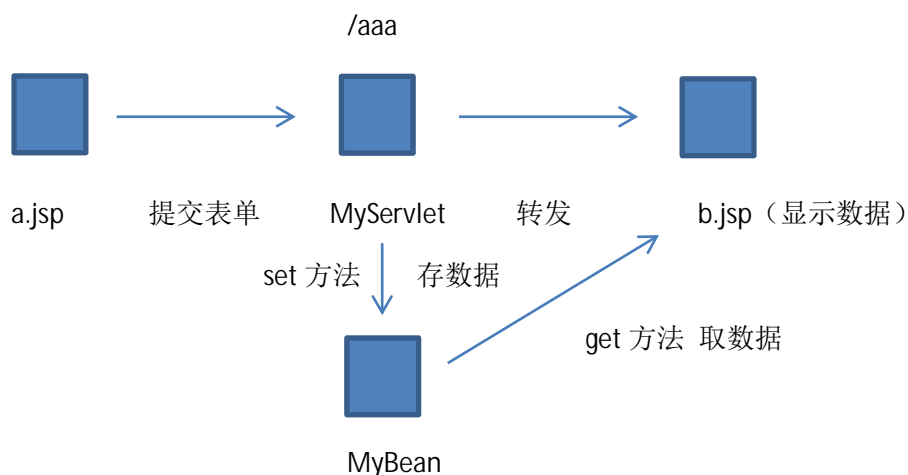 /aaa
a.jsp 提交表单 MyServlet 转发 b.jsp（显示数据）
set 方法 存数据
get 方法 取数据
MyBean